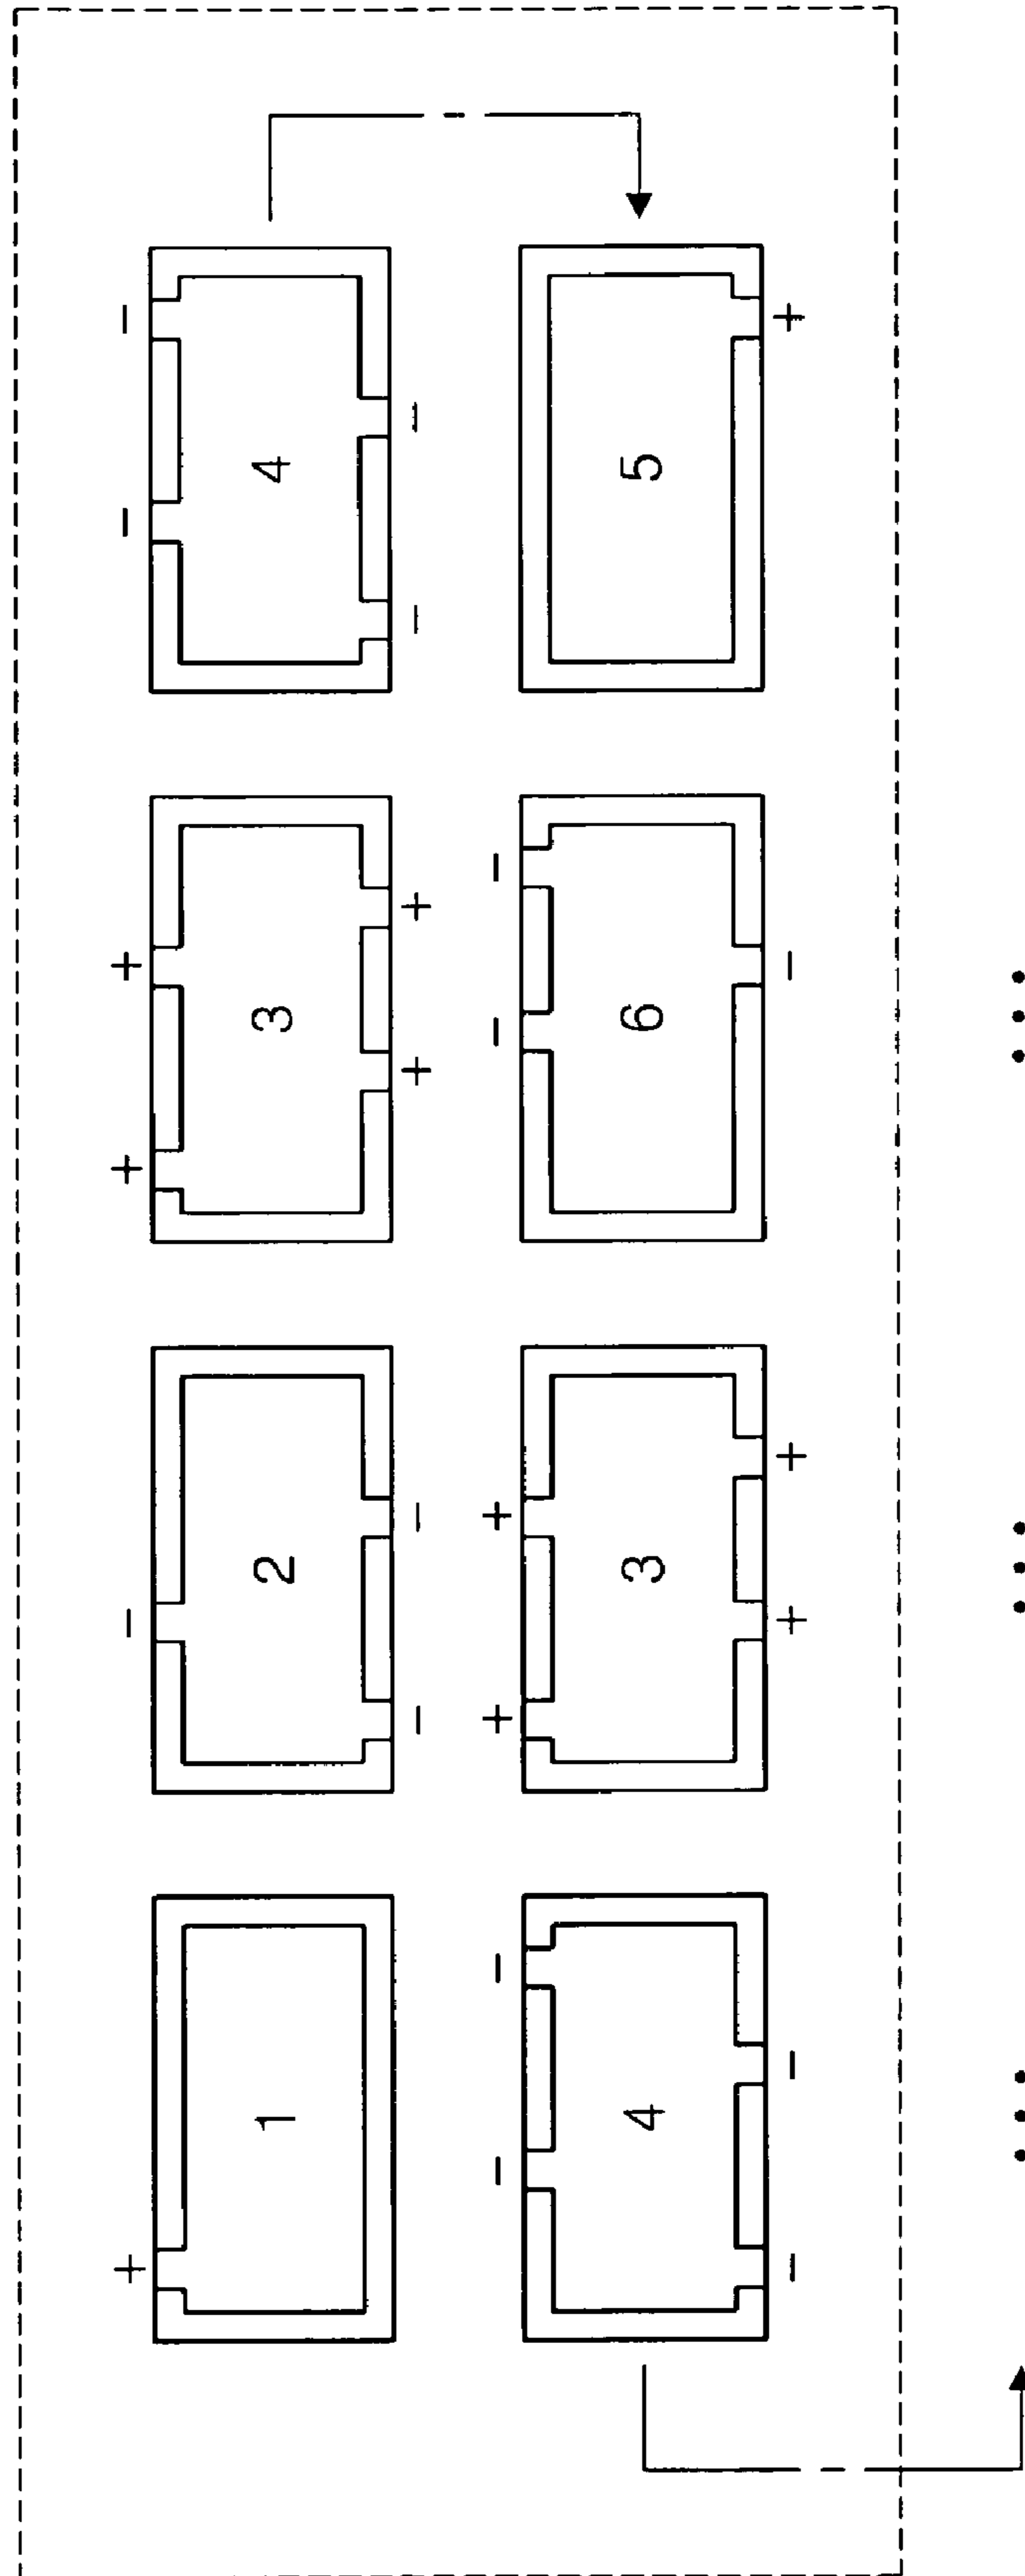 + - + + - -
1 2 3 4
- - + + - -
- - + + - -
4 3 6 5
- - + + - +
... ... ...